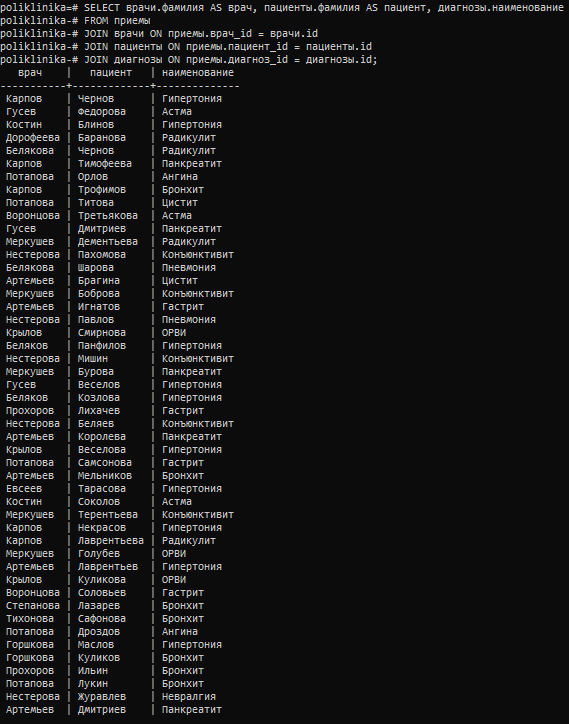 poliklinika=# SELECT врачи.фамилия AS врач, пациенты.фамилия AS пациент, диагнозы.наименование
poliklinika-# FROM приемы
poliklinika-# JOIN врачи ON приемы.врач_id = врачи.id
poliklinika-# JOIN пациенты ON приемы.пациент_id = пациенты.id
poliklinika-# JOIN диагнозы ON приемы.диагноз_id = диагнозы.id;
врач | пациент | наименование
-----------+-------------+--------------
Карпов | Чернов | Гипертония
Гусев | Федорова | Астма
Костин | Блинов | Гипертония
Дорофеева | Баранова | Радикулит
Белякова | Чернов | Радикулит
Карпов | Тимофеева | Панкреатит
Потапова | Орлов | Ангина
Карпов | Трофимов | Бронхит
Потапова | Титова | Цистит
Воронцова | Третьякова | Астма
Гусев | Дмитриев | Панкреатит
Меркушев | Дементьева | Радикулит
Нестерова | Пахомова | Конъюнктивит
Белякова | Шарова | Пневмония
Артемьев | Брагина | Цистит
Меркушев | Боброва | Конъюнктивит
Артемьев | Игнатов | Гастрит
Нестерова | Павлов | Пневмония
Крылов | Смирнова | ОРВИ
Беляков | Панфилов | Гипертония
Нестерова | Мишин | Конъюнктивит
Меркушев | Бурова | Панкреатит
Гусев | Веселов | Гипертония
Беляков | Козлова | Гипертония
Прохоров | Лихачев | Гастрит
Нестерова | Беляев | Конъюнктивит
Артемьев | Королева | Панкреатит
Крылов | Веселова | Гипертония
Потапова | Самсонова | Гастрит
Артемьев | Мельников | Бронхит
Евсеев | Тарасова | Гипертония
Костин | Соколов | Астма
Меркушев | Терентьева | Конъюнктивит
Карпов | Некрасов | Гипертония
Карпов | Лаврентьева | Радикулит
Меркушев | Голубев | ОРВИ
Артемьев | Лаврентьев | Гипертония
Крылов | Куликова | ОРВИ
Воронцова | Соловьев | Гастрит
Степанова | Лазарев | Бронхит
Тихонова | Сафонова | Бронхит
Потапова | Дроздов | Ангина
Горшкова | Маслов | Гипертония
Горшкова | Куликов | Бронхит
Прохоров | Ильин | Бронхит
Потапова | Лукин | Бронхит
Нестерова | Журавлев | Невралгия
Артемьев | Дмитриев | Панкреатит